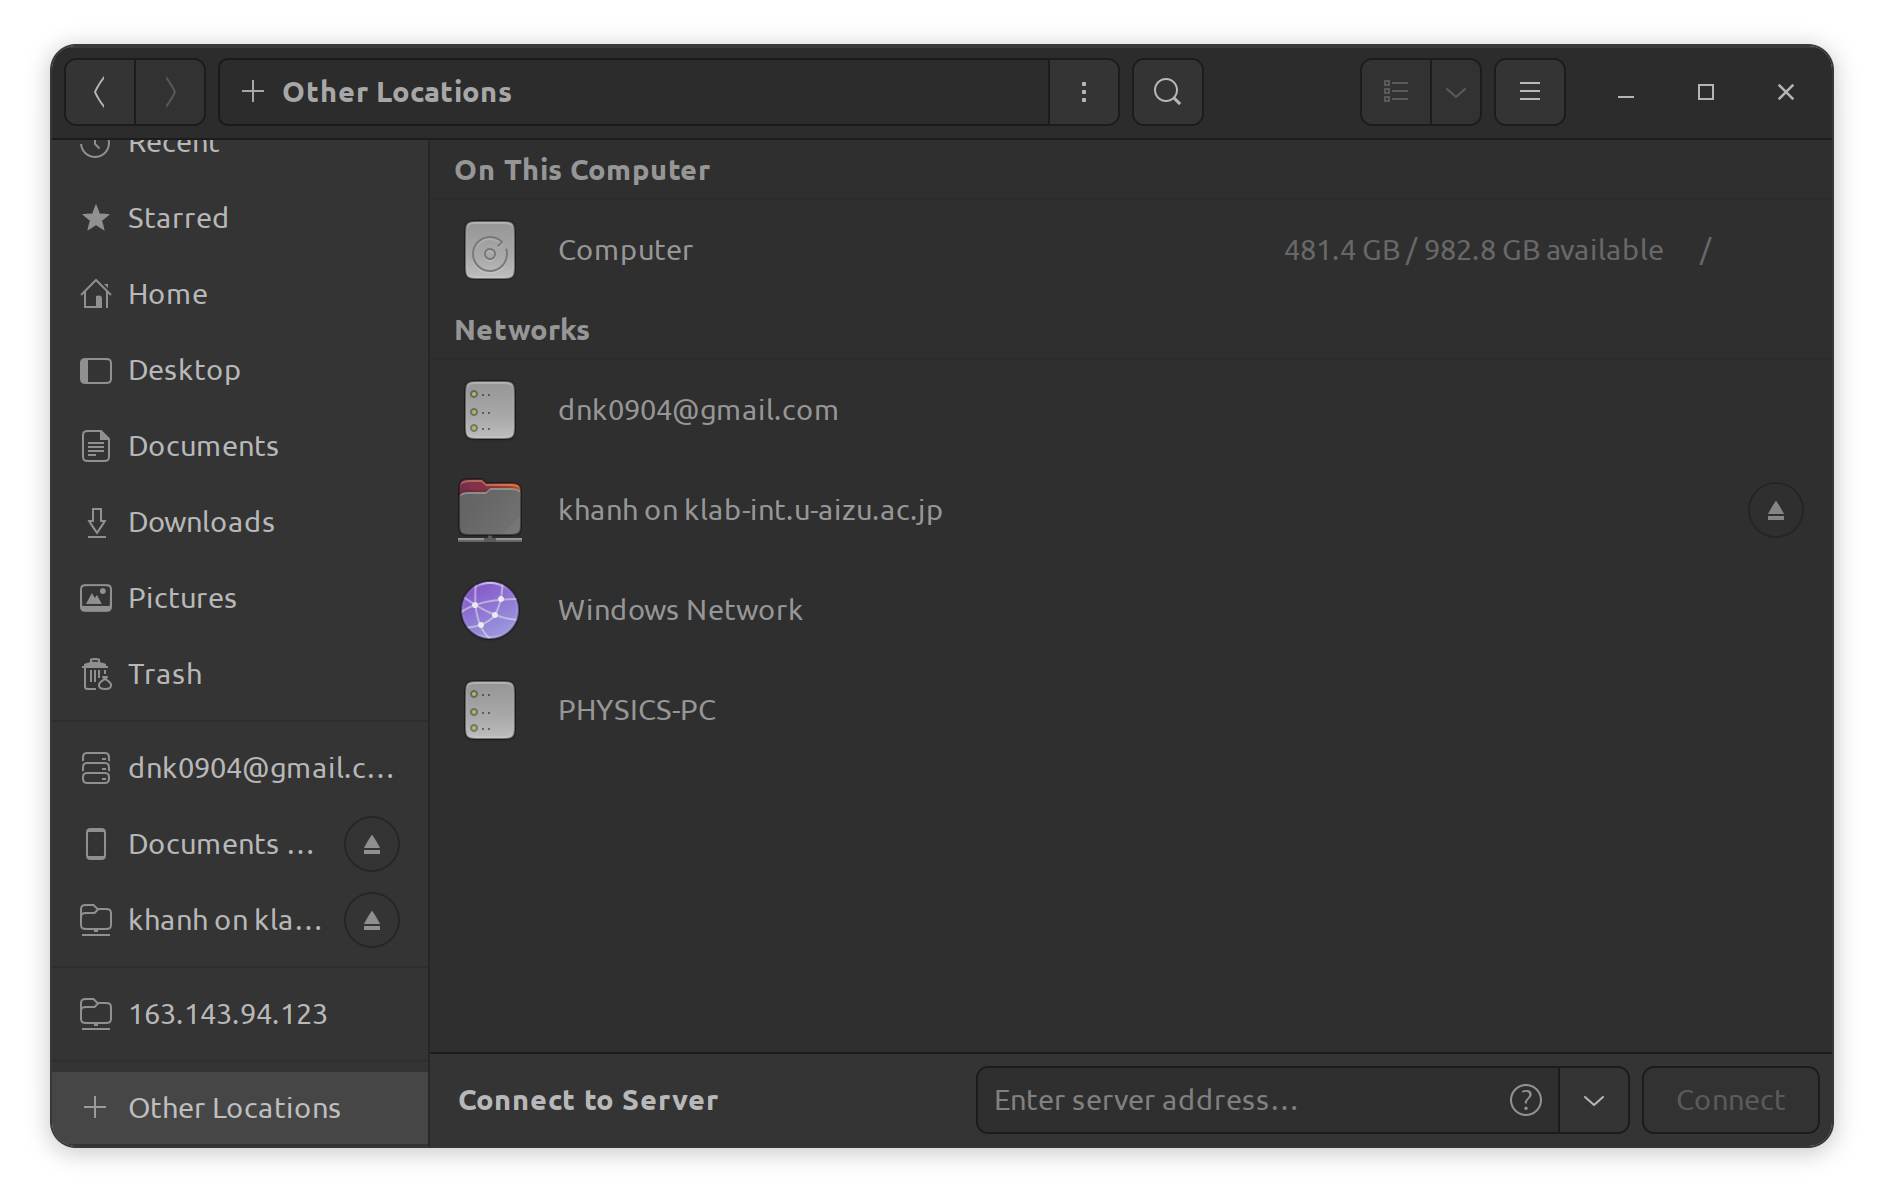 Other Locations
Recent
Starred
Home
Desktop
Documents
Downloads
Pictures
Trash
dnk0904@gmail.c...
Documents ...
khanh on kla...
163.143.94.123
Other Locations
On This Computer
Computer 481.4 GB / 982.8 GB available /
Networks
dnk0904@gmail.com
khanh on klab-int.u-aizu.ac.jp
Windows Network
PHYSICS-PC
Connect to Server Enter server address... ? Connect